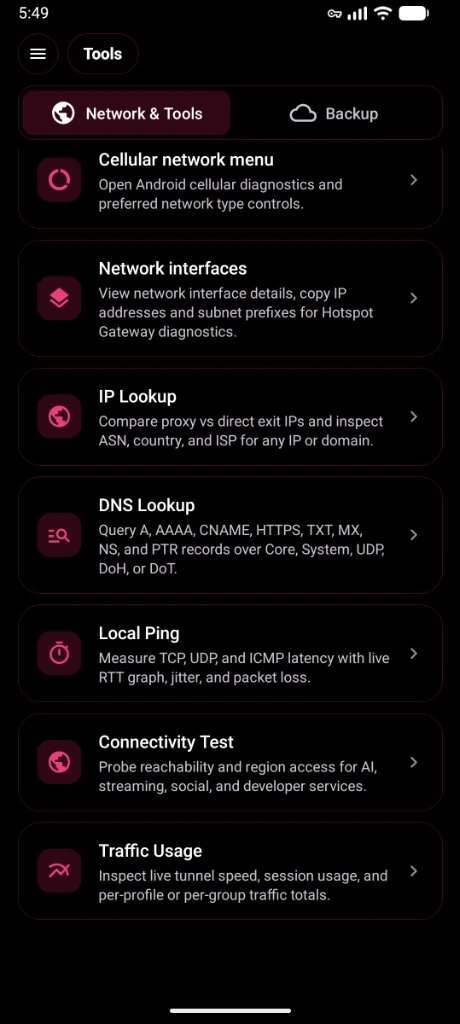 5:49
Tools
Network & Tools
Backup
Cellular network menu
Open Android cellular diagnostics and
preferred network type controls.
Network interfaces
View network interface details, copy IP
addresses and subnet prefixes for Hotspot
Gateway diagnostics.
IP Lookup
Compare proxy vs direct exit IPs and inspect
ASN, country, and ISP for any IP or domain.
DNS Lookup
Query A, AAAA, CNAME, HTTPS, TXT, MX,
NS, and PTR records over Core, System, UDP,
DoH, or DoT.
Local Ping
Measure TCP, UDP, and ICMP latency with live
RTT graph, jitter, and packet loss.
Connectivity Test
Probe reachability and region access for AI,
streaming, social, and developer services.
Traffic Usage
Inspect live tunnel speed, session usage, and
per-profile or per-group traffic totals.